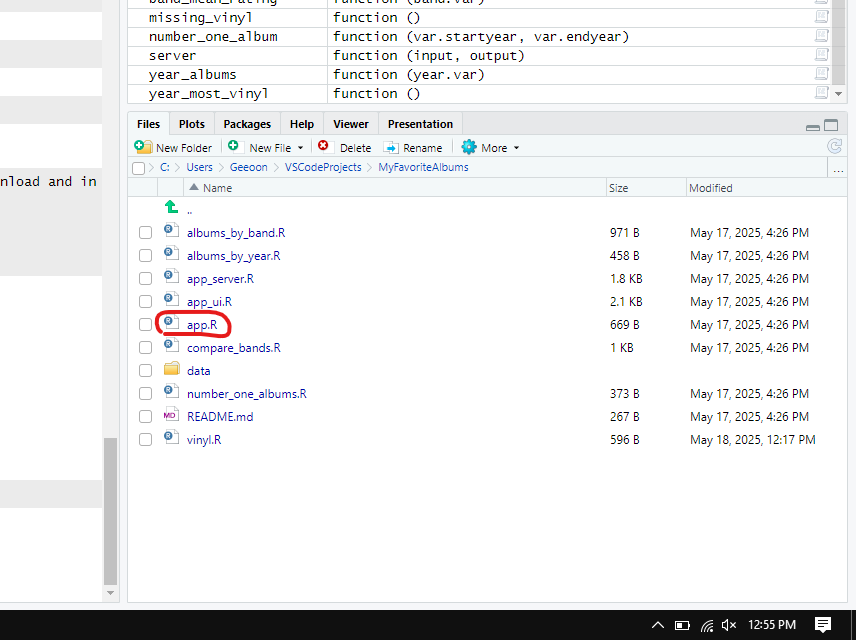 band_mean_rating function (band.var)
missing_vinyl function ()
number_one_album function (var.startyear, var.endyear)
server function (input, output)
year_albums function (year.var)
year_most_vinyl function ()
Files Plots Packages Help Viewer Presentation
New Folder New File Delete Rename More
C: Users Geeoon VSCodeProjects MyFavoriteAlbums ...
nload and in
Name Size Modified
..
albums_by_band.R 971 B May 17, 2025, 4:26 PM
albums_by_year.R 458 B May 17, 2025, 4:26 PM
app_server.R 1.8 KB May 17, 2025, 4:26 PM
app_ui.R 2.1 KB May 17, 2025, 4:26 PM
app.R 669 B May 17, 2025, 4:26 PM
compare_bands.R 1 KB May 17, 2025, 4:26 PM
data
number_one_albums.R 373 B May 17, 2025, 4:26 PM
MD README.md 267 B May 17, 2025, 4:26 PM
vinyl.R 596 B May 18, 2025, 12:17 PM
12:55 PM